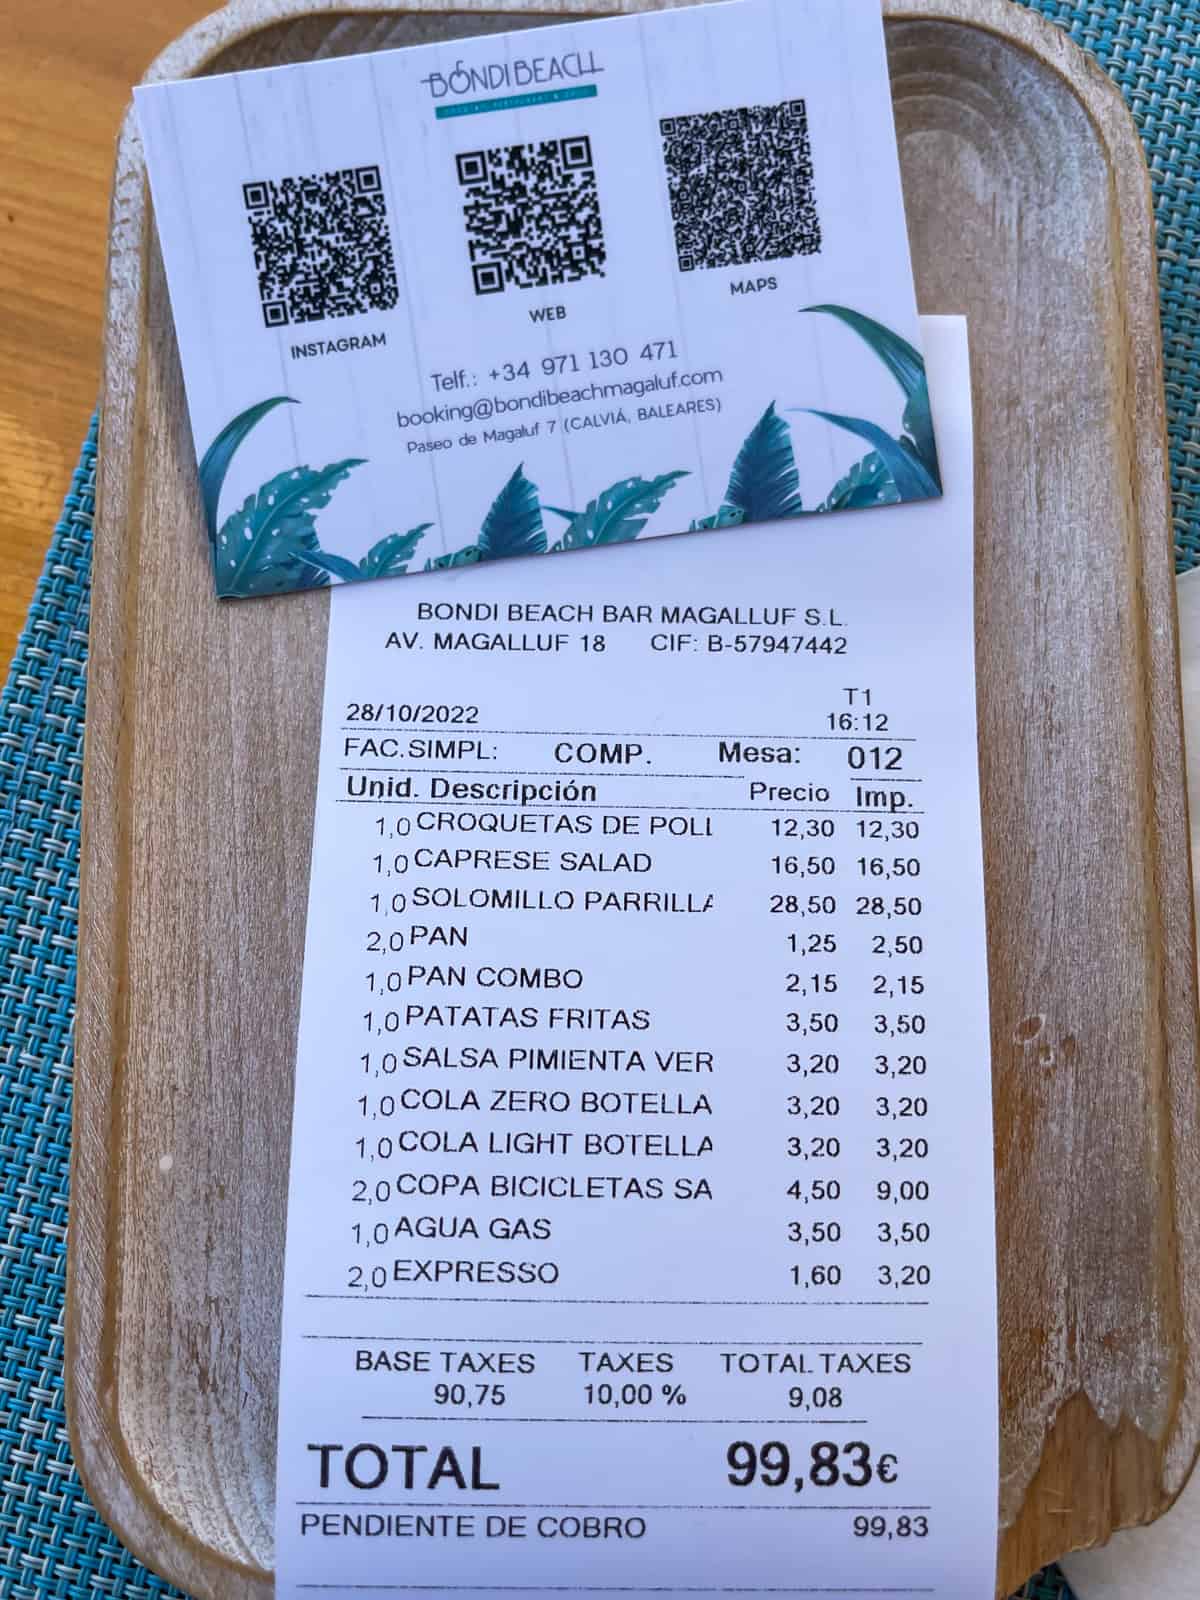 BONDI BEACH
INSTAGRAM
WEB
MAPS
Telf.: +34 971 130 471
booking@bondibeachmagaluf.com
Paseo de Magaluf 7 (CALVIÁ, BALEARES)
BONDI BEACH BAR MAGALLUF S.L.
AV. MAGALLUF 18 CIF: B-57947442
T1
28/10/2022 16:12
FAC.SIMPL: COMP. Mesa: 012
Unid. Descripción Precio Imp.
1,0 CROQUETAS DE POLL 12,30 12,30
1,0 CAPRESE SALAD 16,50 16,50
1,0 SOLOMILLO PARRILLA 28,50 28,50
2,0 PAN 1,25 2,50
1,0 PAN COMBO 2,15 2,15
1,0 PATATAS FRITAS 3,50 3,50
1,0 SALSA PIMIENTA VER 3,20 3,20
1,0 COLA ZERO BOTELLA 3,20 3,20
1,0 COLA LIGHT BOTELLA 3,20 3,20
2,0 COPA BICICLETAS SA 4,50 9,00
1,0 AGUA GAS 3,50 3,50
2,0 EXPRESSO 1,60 3,20
BASE TAXES TAXES TOTAL TAXES
90,75 10,00 % 9,08
TOTAL 99,83€
PENDIENTE DE COBRO 99,83